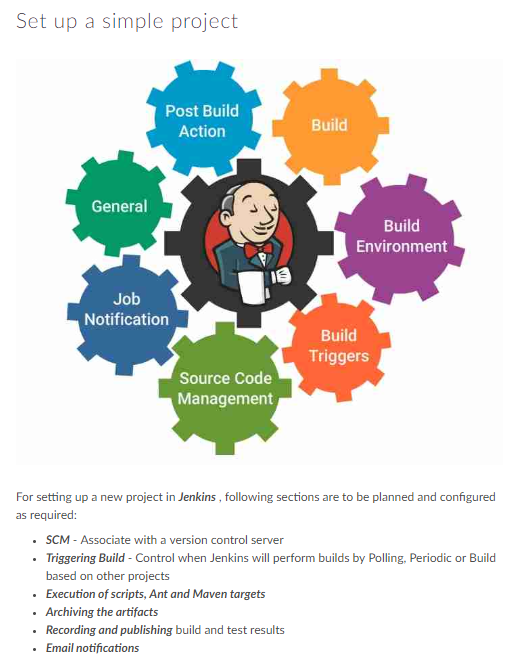 Set up a simple project
Post Build
Action
Build
General
Build
Environment
Job
Notification
Build
Triggers
Source Code
Management
For setting up a new project in Jenkins , following sections are to be planned and configured
as required:
• SCM - Associate with a version control server
• Triggering Build - Control when Jenkins will perform builds by Polling, Periodic or Build
based on other projects
• Execution of scripts, Ant and Maven targets
• Archiving the artifacts
• Recording and publishing build and test results
• Email notifications